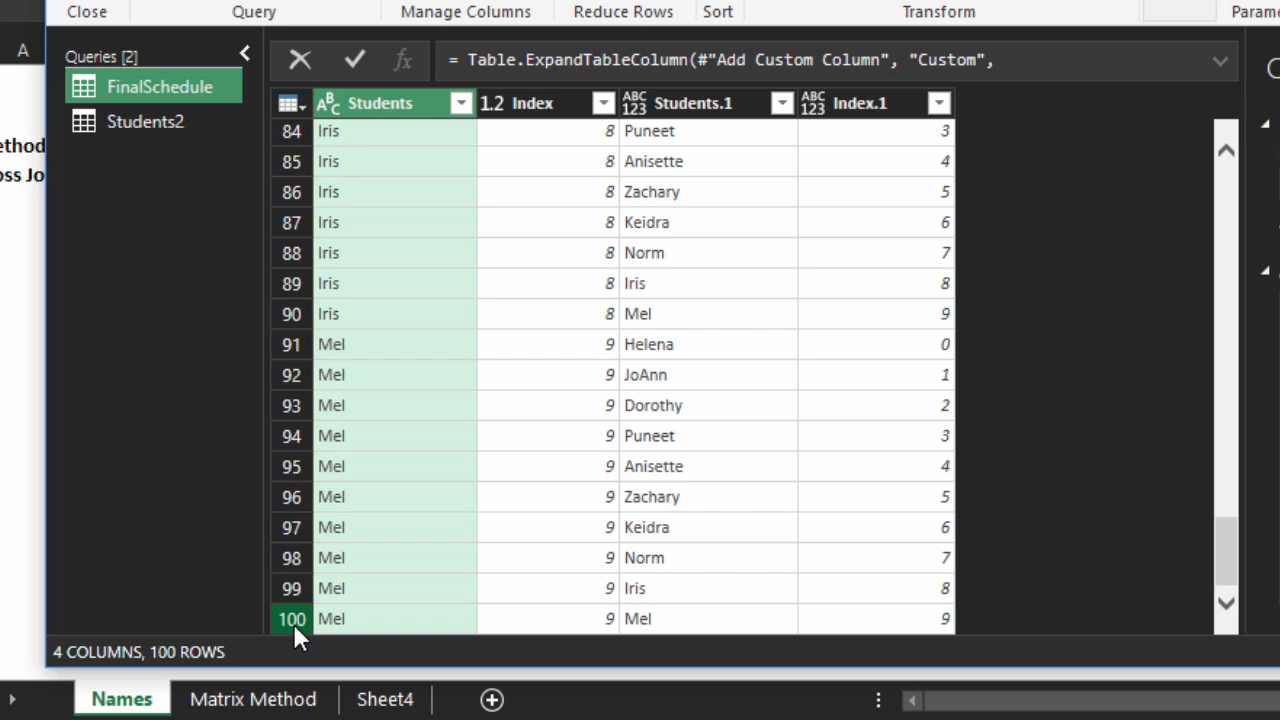 Close Query Manage Columns Reduce Rows Sort Transform
A
Queries [2]
FinalSchedule
Students2
= Table.ExpandTableColumn(#"Add Custom Column", "Custom",
ABC Students 1.2 Index ABC123 Students.1 ABC123 Index.1
84 Iris 8 Puneet 3
85 Iris 8 Anisette 4
86 Iris 8 Zachary 5
87 Iris 8 Keidra 6
88 Iris 8 Norm 7
89 Iris 8 Iris 8
90 Iris 8 Mel 9
91 Mel 9 Helena 0
92 Mel 9 JoAnn 1
93 Mel 9 Dorothy 2
94 Mel 9 Puneet 3
95 Mel 9 Anisette 4
96 Mel 9 Zachary 5
97 Mel 9 Keidra 6
98 Mel 9 Norm 7
99 Mel 9 Iris 8
100 Mel 9 Mel 9
4 COLUMNS, 100 ROWS
Names Matrix Method Sheet4